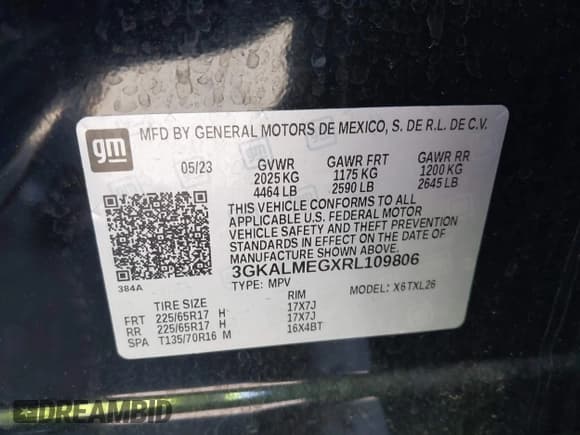 gm
MFD BY GENERAL MOTORS DE MEXICO, S. DE R.L. DE C.V.
05/23 GVWR GAWR FRT GAWR RR
2025 KG 1175 KG 1200 KG
4464 LB 2590 LB 2645 LB
THIS VEHICLE CONFORMS TO ALL
APPLICABLE U.S. FEDERAL MOTOR
VEHICLE SAFETY AND THEFT PREVENTION
STANDARDS IN EFFECT ON THE DATE OF
MANUFACTURE SHOWN ABOVE.
3GKALMEGXRL109806
384A
TYPE: MPV MODEL: X6TXL26
TIRE SIZE RIM
FRT 225/65R17 H 17X7J
RR 225/65R17 H 17X7J
SPA T135/70R16 M 16X4BT
DREAMBID